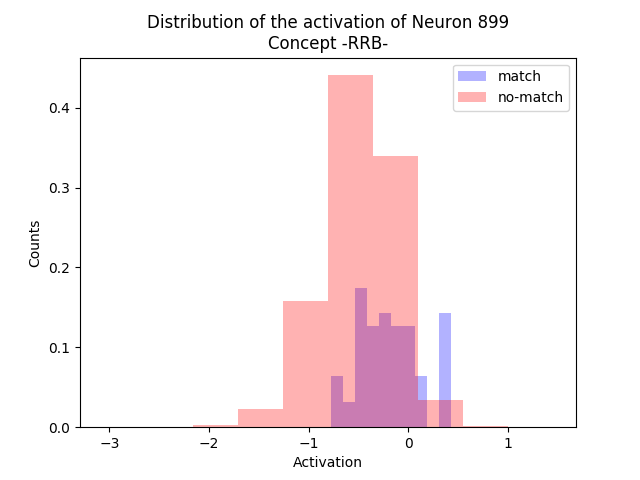 Distribution of the activation of Neuron 899
Concept -RRB-
match
no-match
Counts
0.4
0.3
0.2
0.1
0.0
−3
−2
−1
0
1
Activation